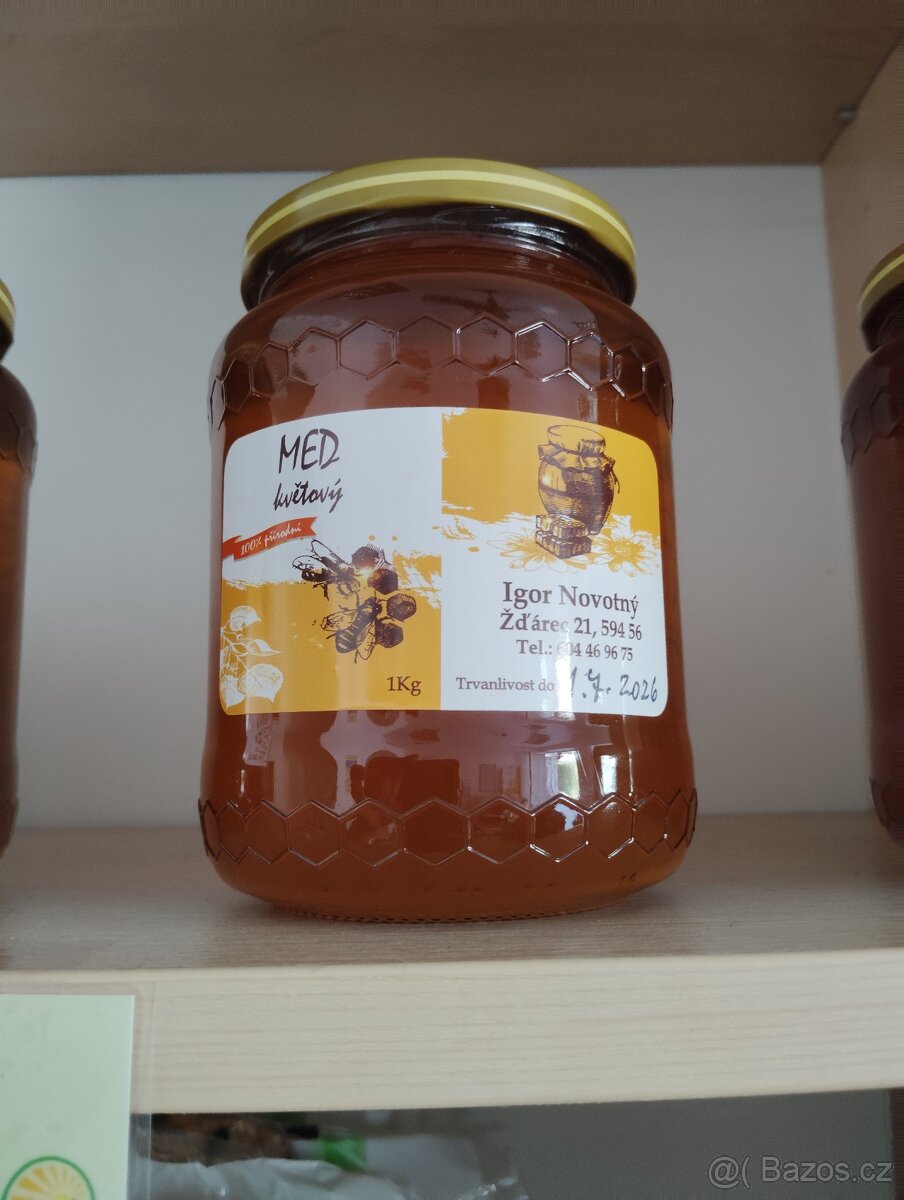 MED
květový
100% přírodní
1Kg
Igor Novotný
Žďárec 21, 594 56
Tel.: 604 46 96 75
Trvanlivost do 1.7.2026
@( Bazos.cz